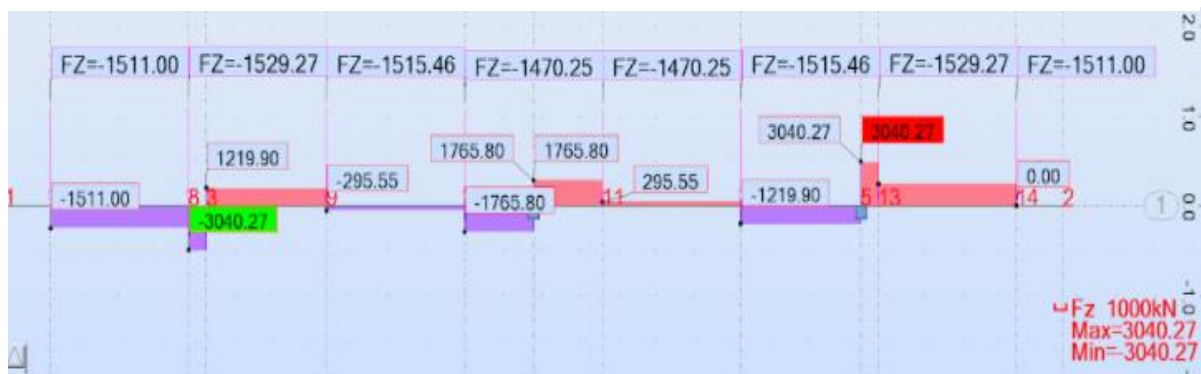 2.0
FZ=-1511.00 FZ=-1529.27 FZ=-1515.46 FZ=-1470.25 FZ=-1470.25 FZ=-1515.46 FZ=-1529.27 FZ=-1511.00
1.0
3040.27 3040.27
1219.90 1765.80 1765.80
-295.55 295.55 0.00
1 -1511.00 8 3 9 -1765.80 11 -1219.90 5 13 14 2 1 0.0
-3040.27
-1.0
Fz 1000kN
Max=3040.27
Min=-3040.27